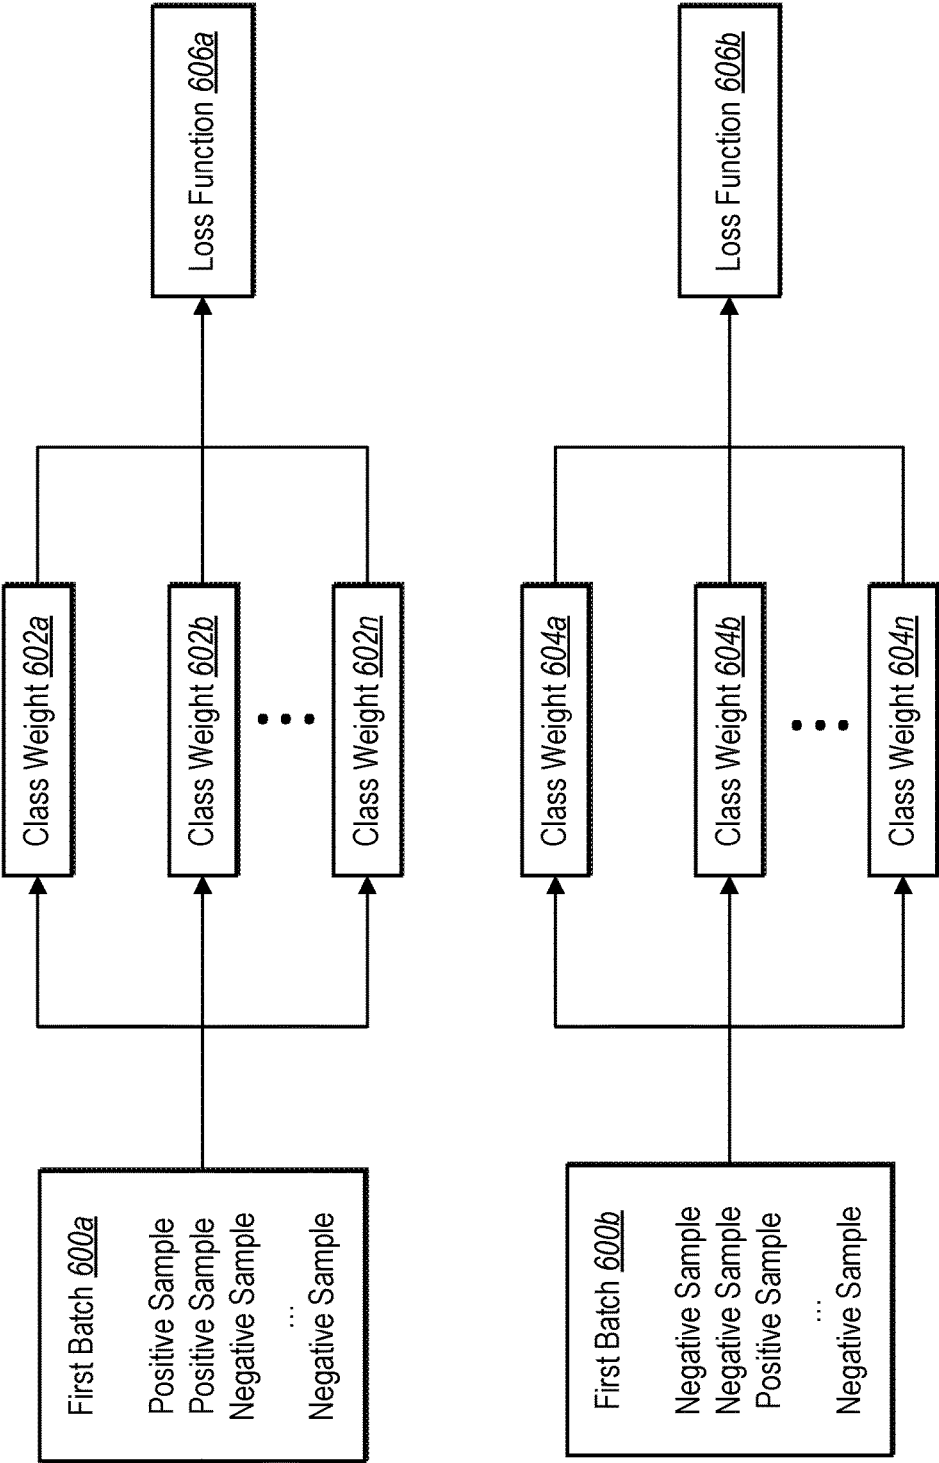 First Batch 600a
Positive Sample
Positive Sample
Negative Sample
...
Negative Sample
Class Weight 602a
Class Weight 602b
Class Weight 602n
Loss Function 606a
First Batch 600b
Negative Sample
Negative Sample
Positive Sample
...
Negative Sample
Class Weight 604a
Class Weight 604b
Class Weight 604n
Loss Function 606b